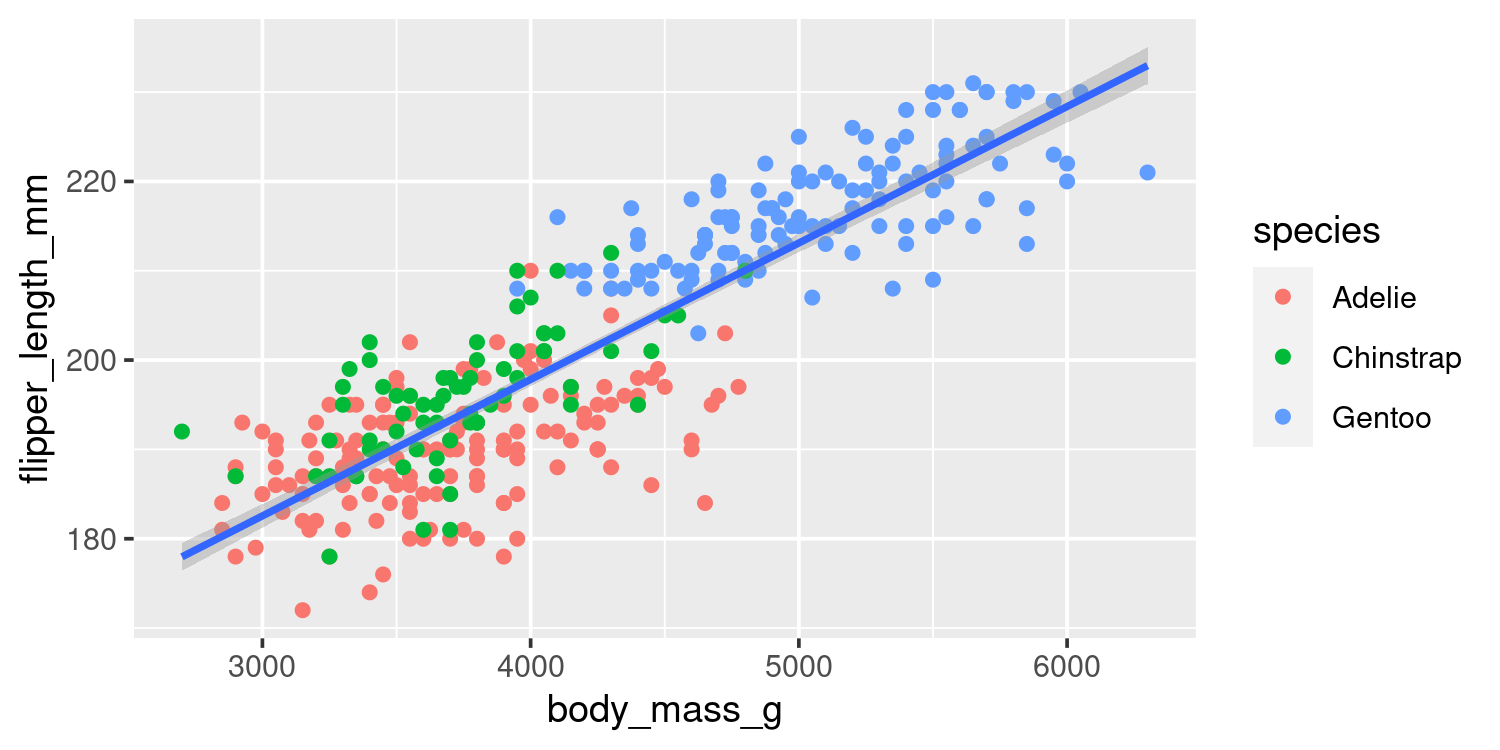 flipper_length_mm
220
200
180
3000 4000 5000 6000
body_mass_g
species
Adelie
Chinstrap
Gentoo